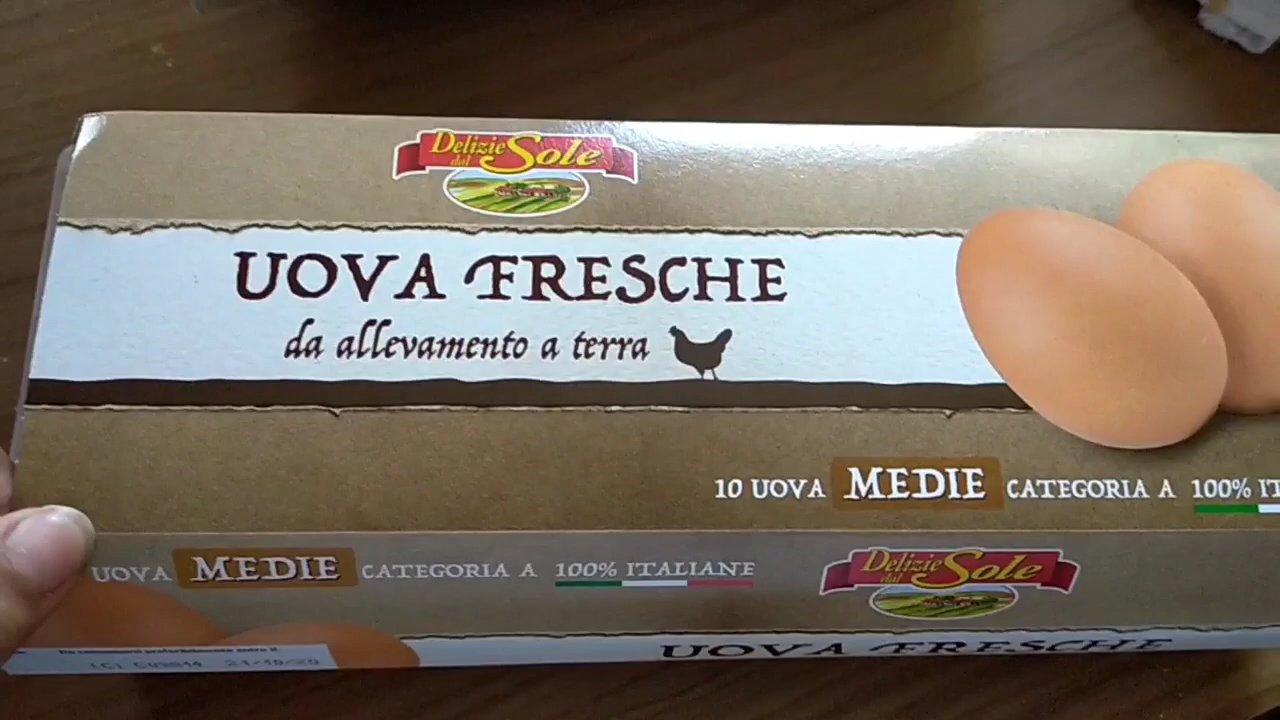 Delizie
dal Sole
UOVA FRESCHE
da allevamento a terra
10 UOVA MEDIE CATEGORIA A 100% IT
UOVA MEDIE CATEGORIA A 100% ITALIANE
Delizie
dal Sole
UOVA FRESCHE